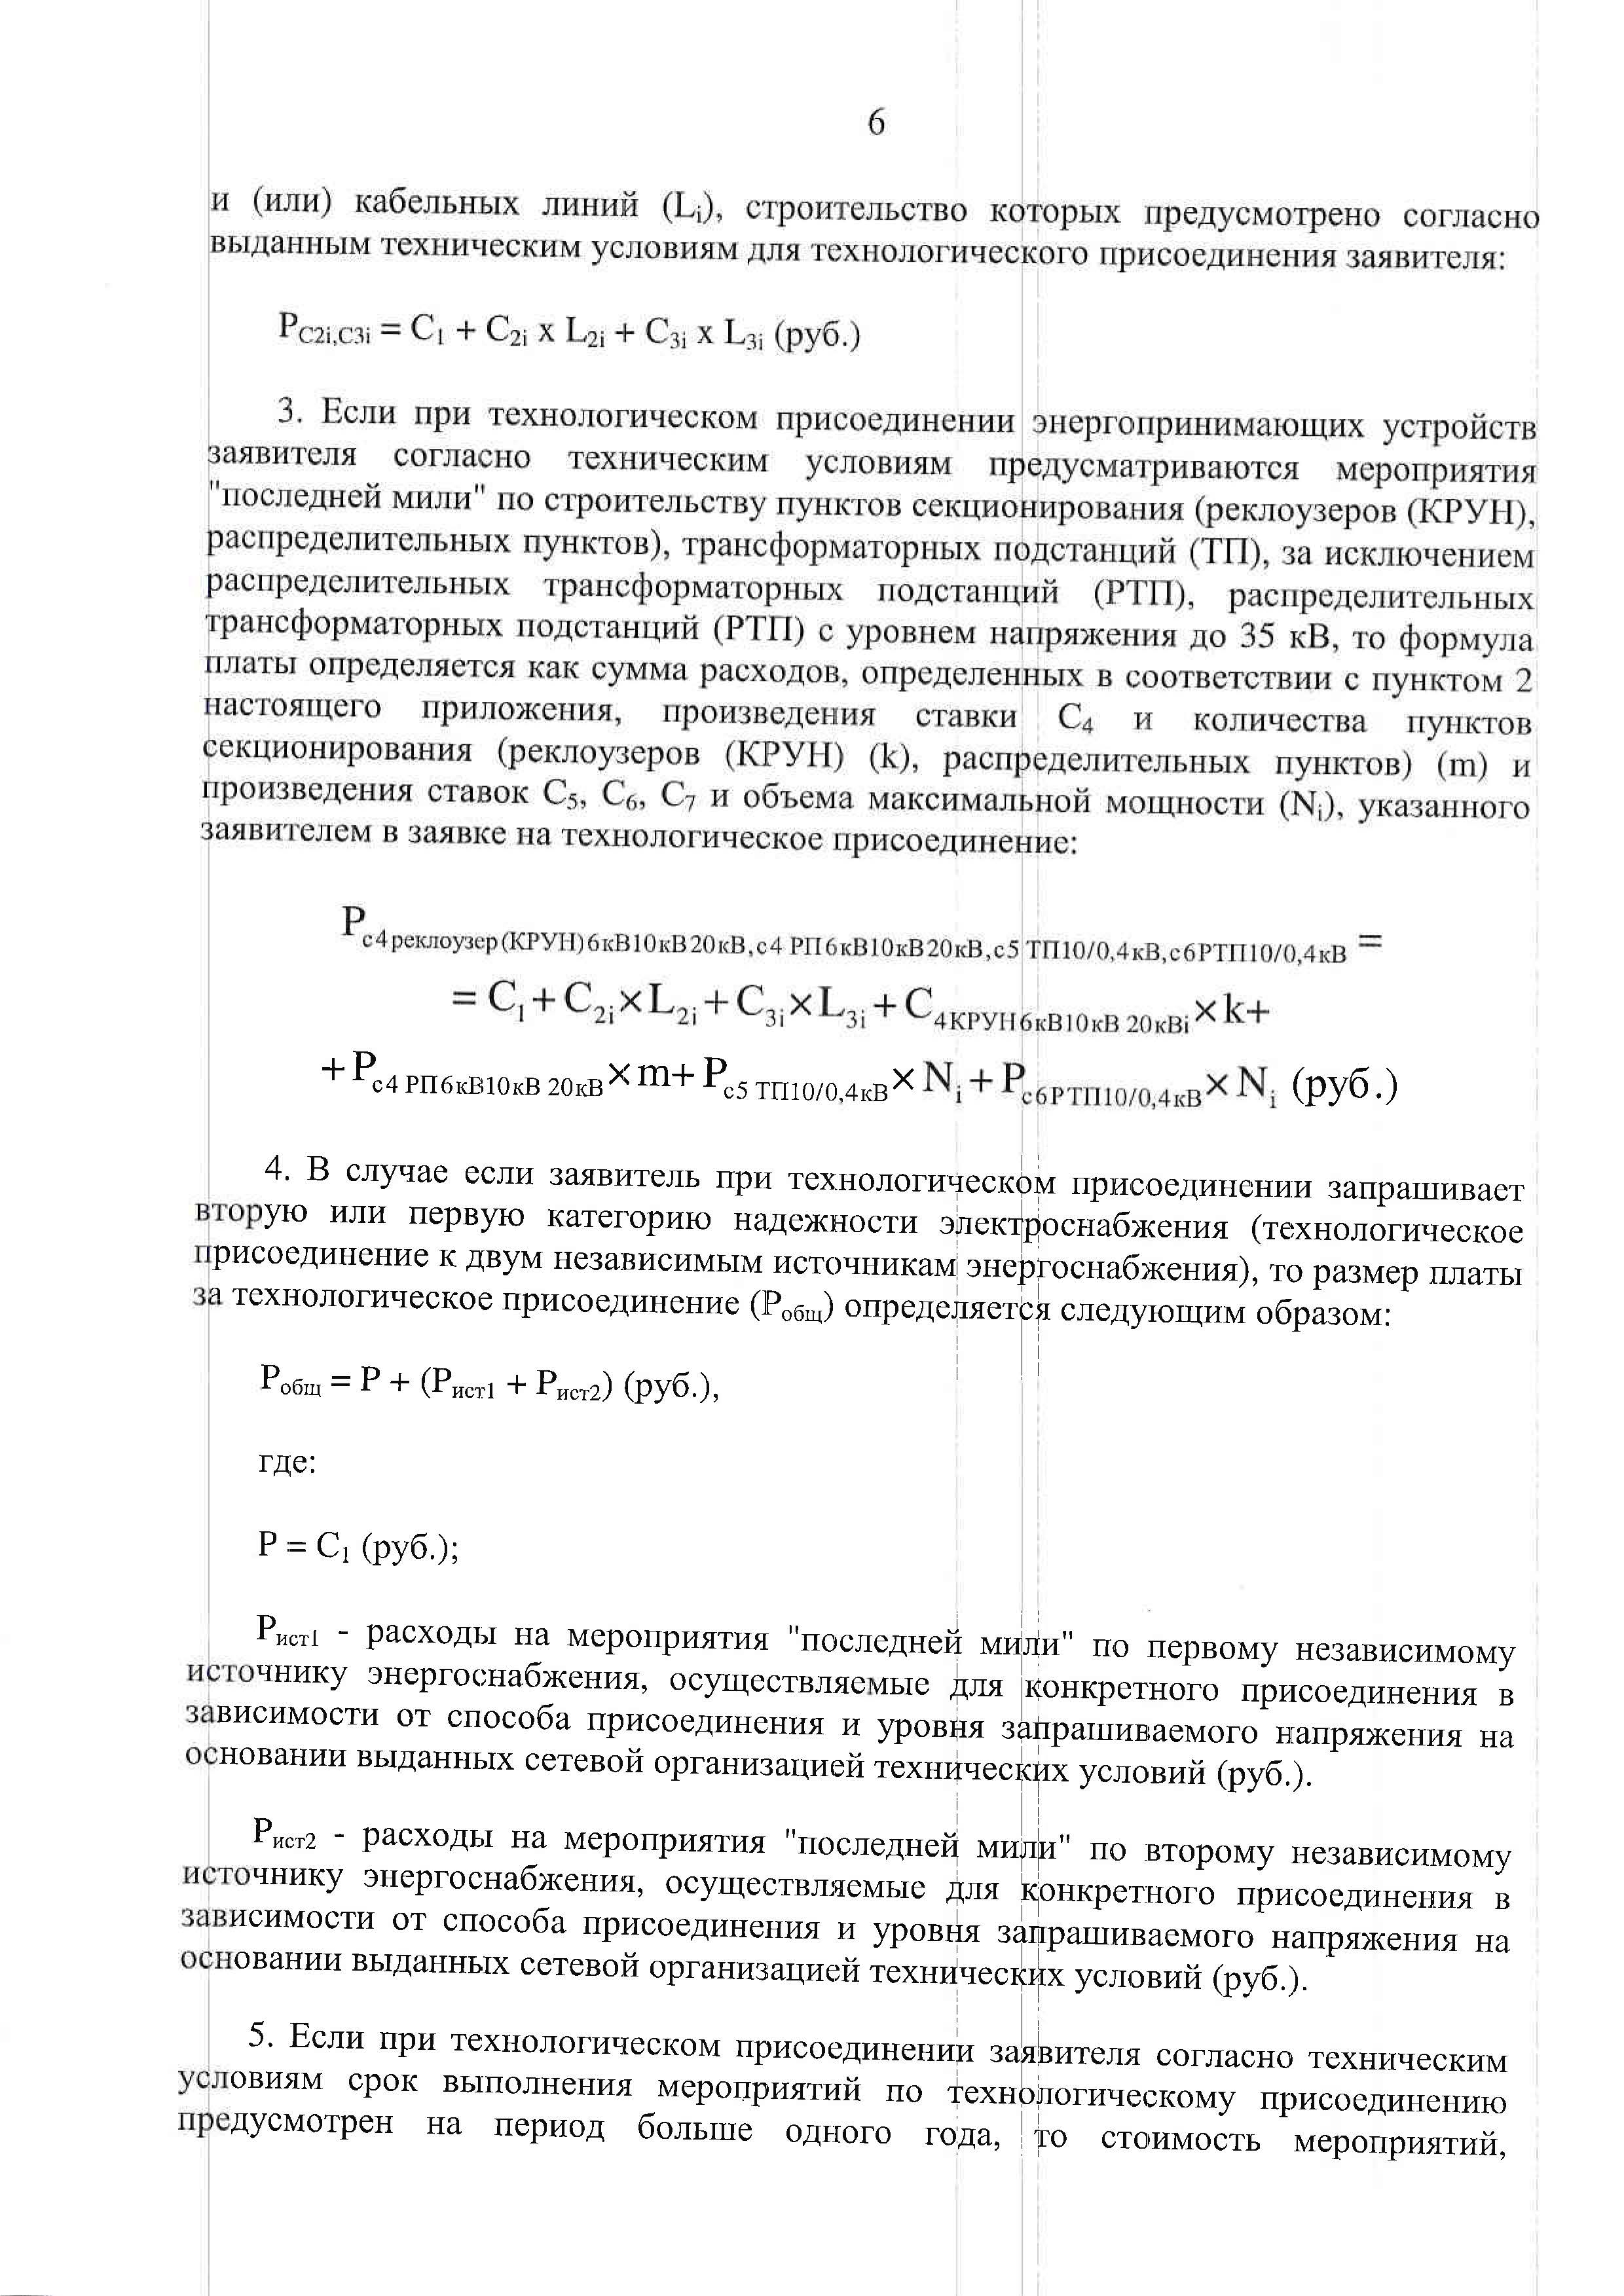 6
и (или) кабельных линий (Li), строительство которых предусмотрено согласно
выданным техническим условиям для технологического присоединения заявителя:
PC2i,C3i = C1 + C2i x L2i + C3i x L3i (руб.)
3. Если при технологическом присоединении энергопринимающих устройств
заявителя согласно техническим условиям предусматриваются мероприятия
"последней мили" по строительству пунктов секционирования (реклоузеров (КРУН),
распределительных пунктов), трансформаторных подстанций (ТП), за исключением
распределительных трансформаторных подстанций (РТП), распределительных
трансформаторных подстанций (РТП) с уровнем напряжения до 35 кВ, то формула
платы определяется как сумма расходов, определенных в соответствии с пунктом 2
настоящего приложения, произведения ставки C4 и количества пунктов
секционирования (реклоузеров (КРУН) (k), распределительных пунктов) (m) и
произведения ставок C5, C6, C7 и объема максимальной мощности (Ni), указанного
заявителем в заявке на технологическое присоединение:
Pс4реклоузер(КРУН)6кВ10кВ20кВ,с4 РП6кВ10кВ20кВ,с5 ТП10/0,4кВ,с6РТП10/0,4кВ =
= C1+C2i×L2i+C3i×L3i+C4КРУН6кВ10кВ 20кВi×k+
+Pс4 РП6кВ10кВ 20кВ×m+Pс5 ТП10/0,4кВ×Ni+Pс6РТП10/0,4кВ×Ni (руб.)
4. В случае если заявитель при технологическом присоединении запрашивает
вторую или первую категорию надежности электроснабжения (технологическое
присоединение к двум независимым источникам энергоснабжения), то размер платы
за технологическое присоединение (Pобщ) определяется следующим образом:
Pобщ = P + (Pист1 + Pист2) (руб.),
где:
P = C1 (руб.);
Pист1 - расходы на мероприятия "последней мили" по первому независимому
источнику энергоснабжения, осуществляемые для конкретного присоединения в
зависимости от способа присоединения и уровня запрашиваемого напряжения на
основании выданных сетевой организацией технических условий (руб.).
Pист2 - расходы на мероприятия "последней мили" по второму независимому
источнику энергоснабжения, осуществляемые для конкретного присоединения в
зависимости от способа присоединения и уровня запрашиваемого напряжения на
основании выданных сетевой организацией технических условий (руб.).
5. Если при технологическом присоединении заявителя согласно техническим
условиям срок выполнения мероприятий по технологическому присоединению
предусмотрен на период больше одного года, то стоимость мероприятий,